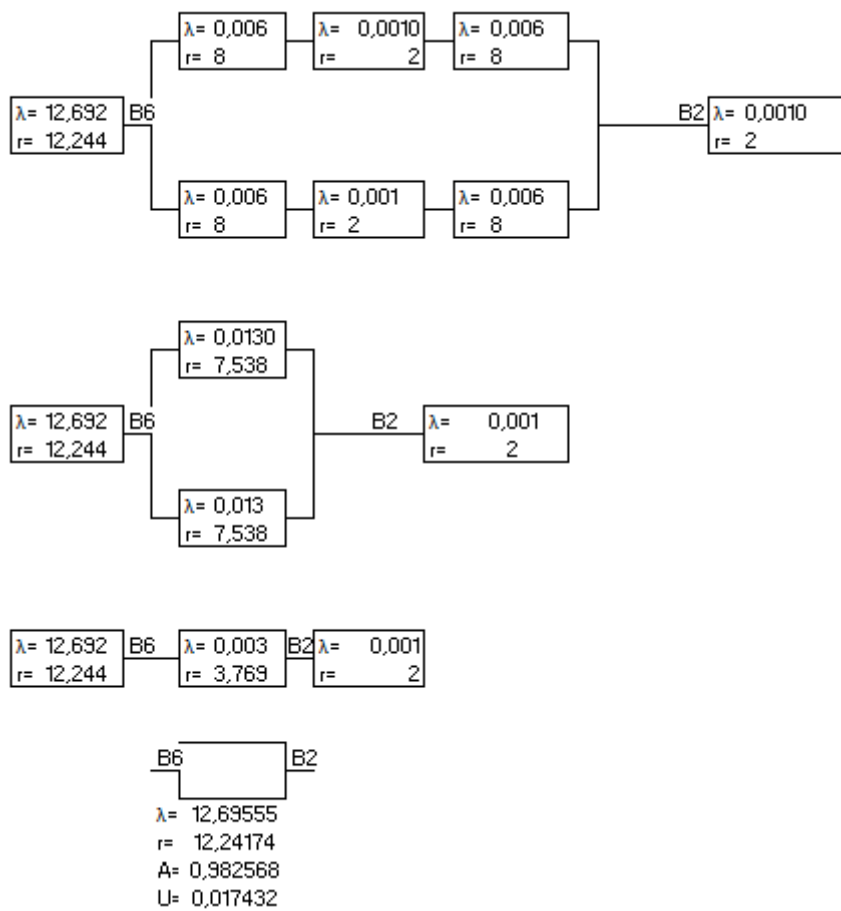 λ= 0,006 λ= 0,0010 λ= 0,006
r= 8 r= 2 r= 8
λ= 12,692 B6 B2 λ= 0,0010
r= 12,244 r= 2
λ= 0,006 λ= 0,001 λ= 0,006
r= 8 r= 2 r= 8
λ= 0,0130
r= 7,538
λ= 12,692 B6 B2 λ= 0,001
r= 12,244 r= 2
λ= 0,013
r= 7,538
λ= 12,692 B6 λ= 0,003 B2 λ= 0,001
r= 12,244 r= 3,769 r= 2
B6 B2
λ= 12,69555
r= 12,24174
A= 0,982568
U= 0,017432